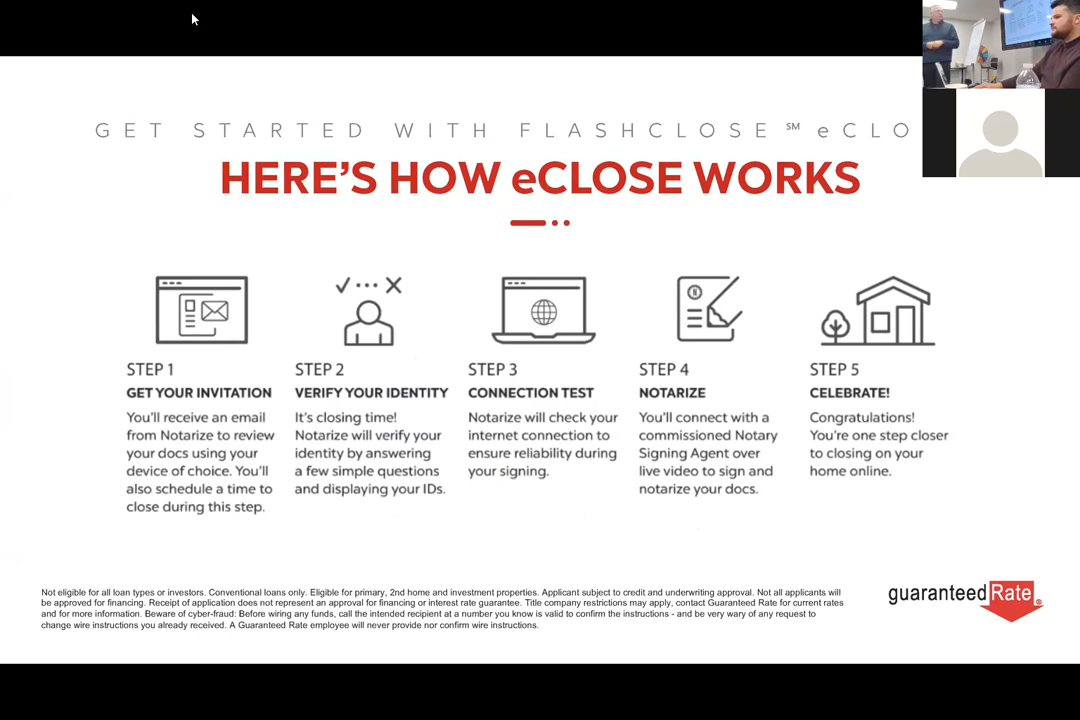 GET STARTED WITH FLASHCLOSE℠ eCLO
HERE'S HOW eCLOSE WORKS
STEP 1
GET YOUR INVITATION
You'll receive an email
from Notarize to review
your docs using your
device of choice. You'll
also schedule a time to
close during this step.
STEP 2
VERIFY YOUR IDENTITY
It's closing time!
Notarize will verify your
identity by answering
a few simple questions
and displaying your IDs.
STEP 3
CONNECTION TEST
Notarize will check your
internet connection to
ensure reliability during
your signing.
N
STEP 4
NOTARIZE
You'll connect with a
commissioned Notary
Signing Agent over
live video to sign and
notarize your docs.
STEP 5
CELEBRATE!
Congratulations!
You're one step closer
to closing on your
home online.
Not eligible for all loan types or investors. Conventional loans only. Eligible for primary, 2nd home and investment properties. Applicant subject to credit and underwriting approval. Not all applicants will
be approved for financing. Receipt of application does not represent an approval for financing or interest rate guarantee. Title company restrictions may apply, contact Guaranteed Rate for current rates
and for more information. Beware of cyber-fraud: Before wiring any funds, call the intended recipient at a number you know is valid to confirm the instructions - and be very wary of any request to
change wire instructions you already received. A Guaranteed Rate employee will never provide nor confirm wire instructions.
guaranteed Rate®